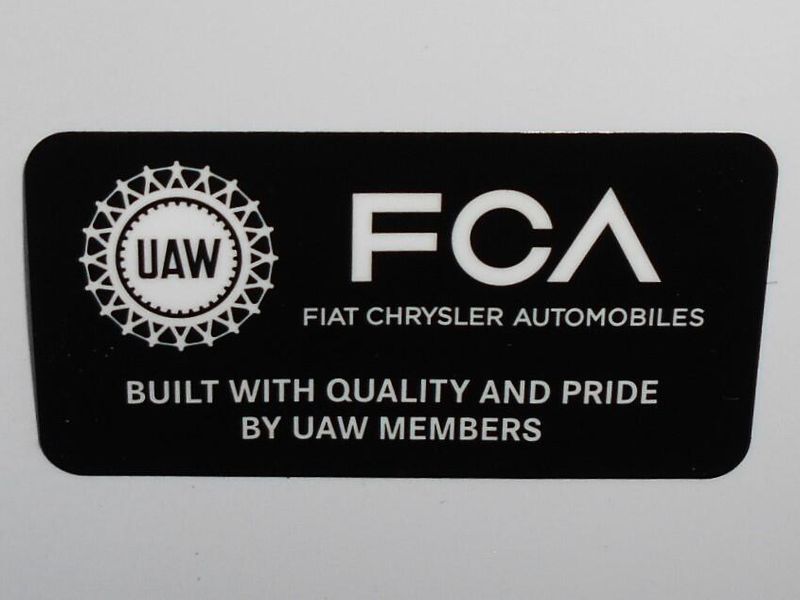 UAW
FCA
FIAT CHRYSLER AUTOMOBILES
BUILT WITH QUALITY AND PRIDE
BY UAW MEMBERS